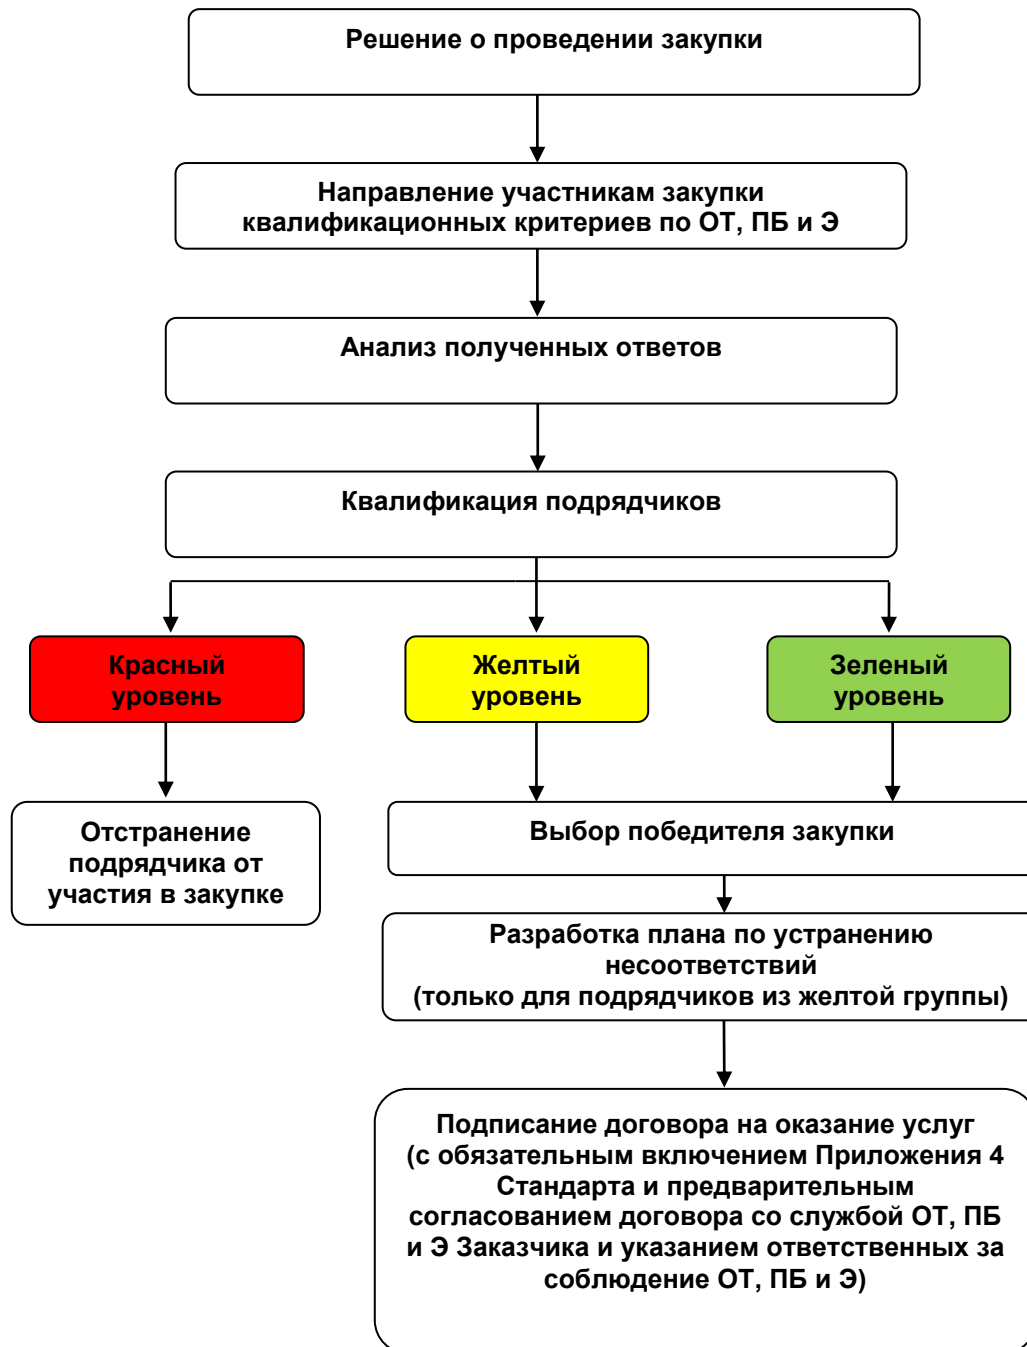 Решение о проведении закупки
Направление участникам закупки
квалификационных критериев по ОТ, ПБ и Э
Анализ полученных ответов
Квалификация подрядчиков
Красный
уровень
Желтый
уровень
Зеленый
уровень
Отстранение
подрядчика от
участия в закупке
Выбор победителя закупки
Разработка плана по устранению
несоответствий
(только для подрядчиков из желтой группы)
Подписание договора на оказание услуг
(с обязательным включением Приложения 4
Стандарта и предварительным
согласованием договора со службой ОТ, ПБ
и Э Заказчика и указанием ответственных за
соблюдение ОТ, ПБ и Э)